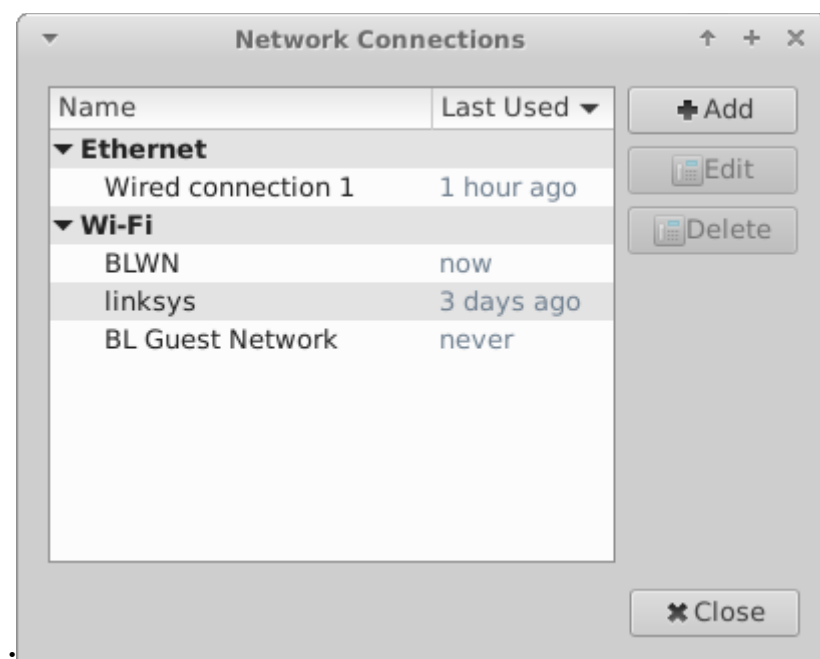 Network Connections
Name Last Used
Add
Ethernet
Edit
Wired connection 1 1 hour ago
Wi-Fi
Delete
BLWN now
linksys 3 days ago
BL Guest Network never
Close